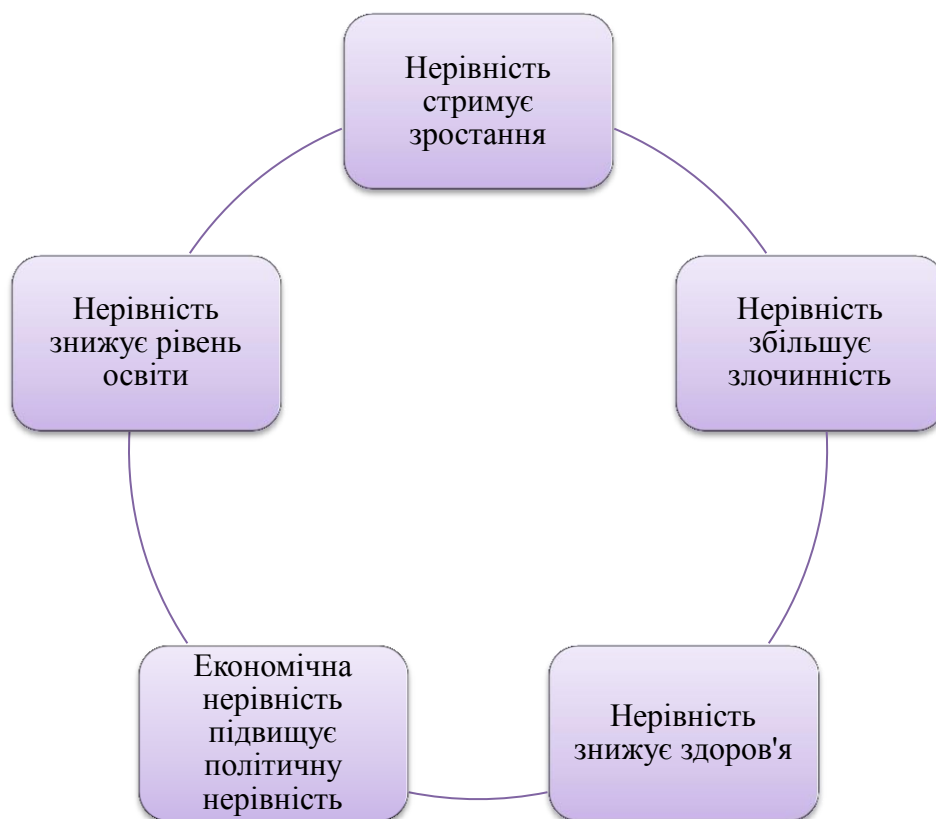 Нерівність
стримує
зростання
Нерівність
збільшує
злочинність
Нерівність
знижує здоров'я
Економічна
нерівність
підвищує
політичну
нерівність
Нерівність
знижує рівень
освіти